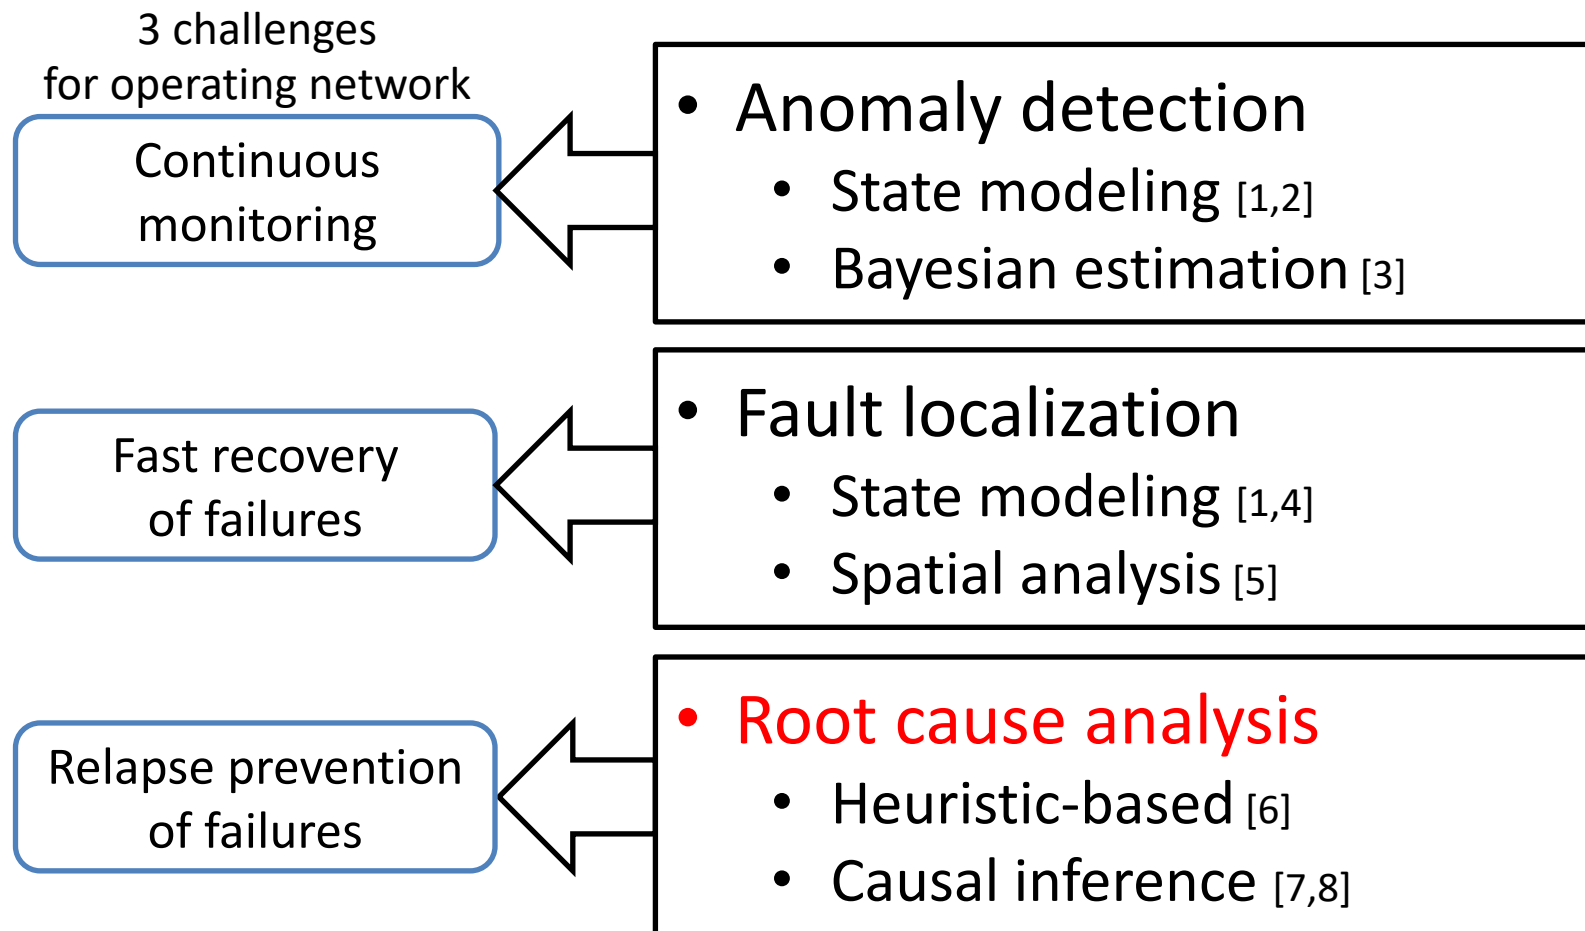 3 challenges
for operating network
Continuous
monitoring
• Anomaly detection
• State modeling [1,2]
• Bayesian estimation [3]
Fast recovery
of failures
• Fault localization
• State modeling [1,4]
• Spatial analysis [5]
Relapse prevention
of failures
• Root cause analysis
• Heuristic-based [6]
• Causal inference [7,8]